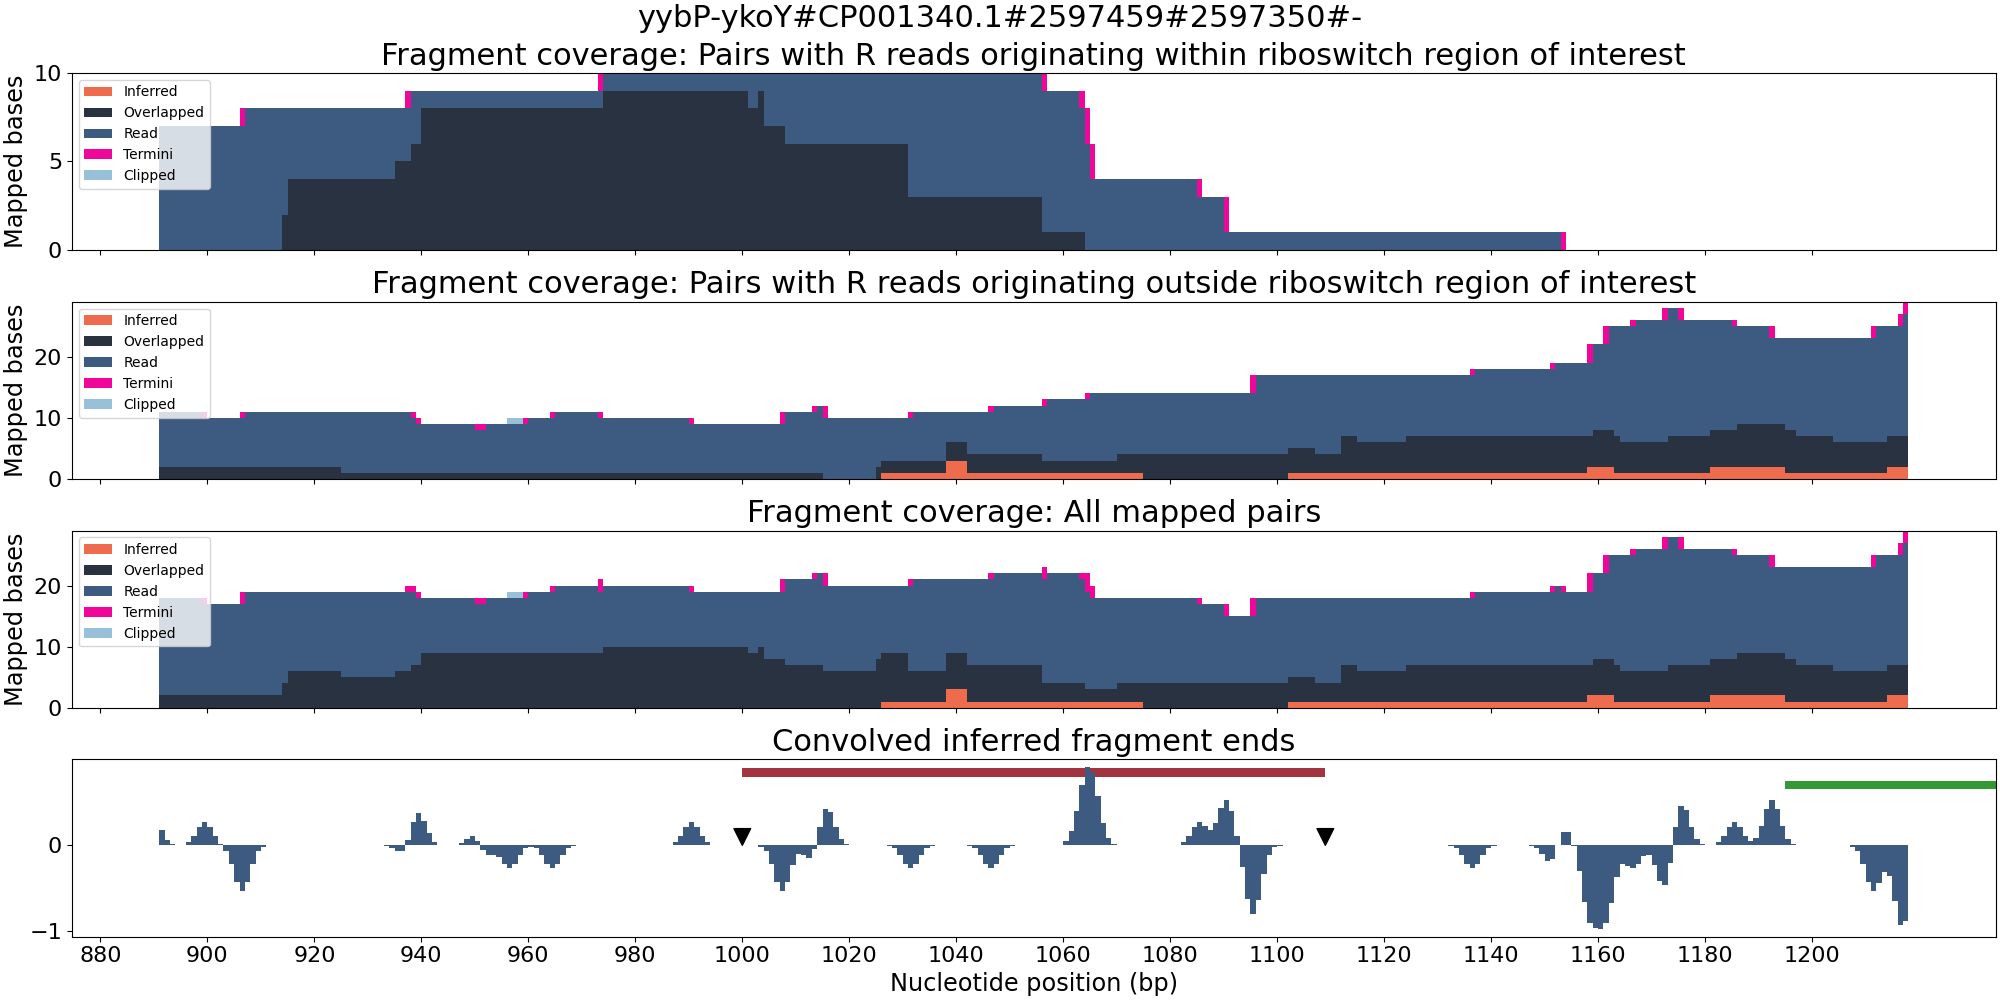 yybP-ykoY#CP001340.1#2597459#2597350#-
Fragment coverage: Pairs with R reads originating within riboswitch region of interest
Mapped bases
10
5
0
Inferred
Overlapped
Read
Termini
Clipped
Fragment coverage: Pairs with R reads originating outside riboswitch region of interest
Mapped bases
20
10
0
Inferred
Overlapped
Read
Termini
Clipped
Fragment coverage: All mapped pairs
Mapped bases
20
10
0
Inferred
Overlapped
Read
Termini
Clipped
Convolved inferred fragment ends
0
−1
880 900 920 940 960 980 1000 1020 1040 1060 1080 1100 1120 1140 1160 1180 1200
Nucleotide position (bp)